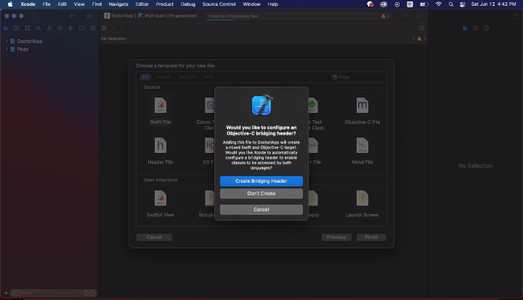 Xcode File Edit View Find Navigate Editor Product Debug Source Control Window Help
Sat Jun 12 4:43 PM
DoctorApp
Pods
Choose a template for your new file:
Source
Swift File
Objective-C File
Header File
Metal File
User Interface
SwiftUI View
Launch Screen
Cancel
Previous
Finish
No Selection
Would you like to configure an
Objective-C bridging header?
Adding this file to DoctorApp will create
a mixed Swift and Objective-C target.
Would you like Xcode to automatically
configure a bridging header to enable
classes to be accessed by both
languages?
Create Bridging Header
Don't Create
Cancel